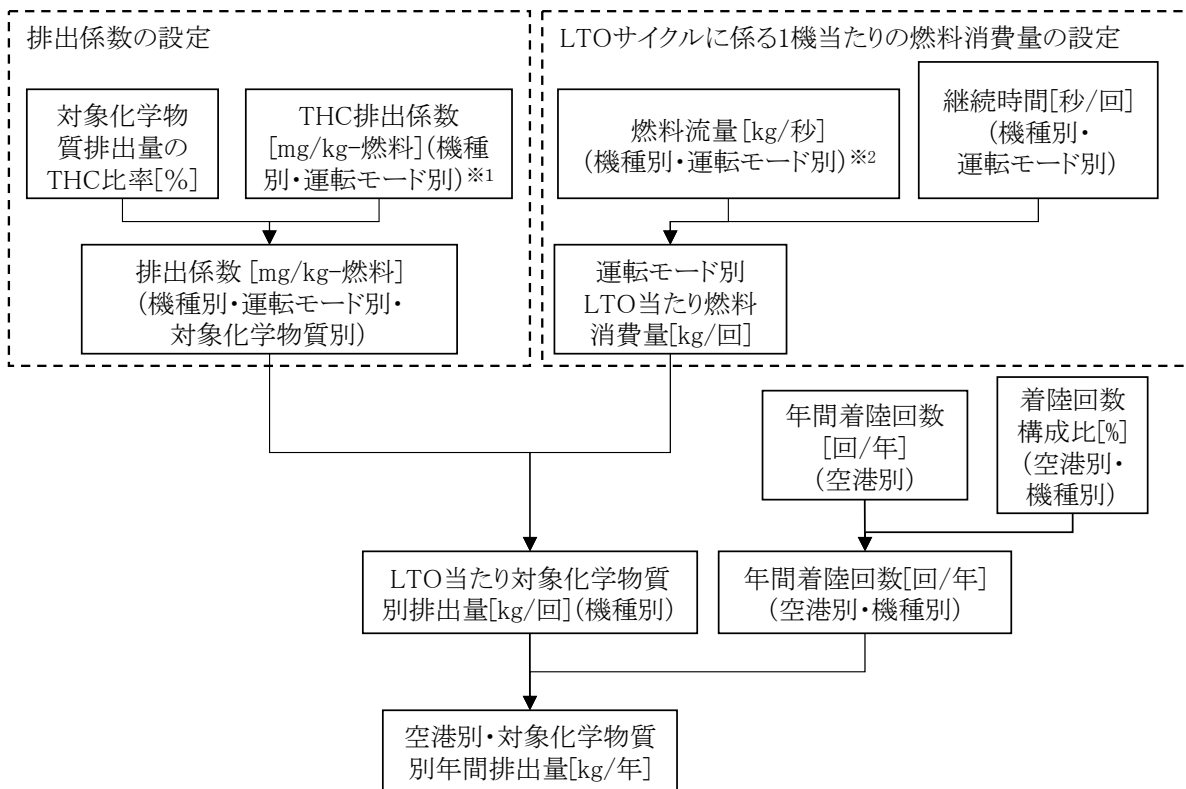 排出係数の設定
対象化学物
質排出量の
THC比率[%]
THC排出係数
[mg/kg-燃料](機種
別・運転モード別)※1
排出係数[mg/kg-燃料]
(機種別・運転モード別・
対象化学物質別)
LTOサイクルに係る1機当たりの燃料消費量の設定
燃料流量[kg/秒]
(機種別・運転モード別)※2
継続時間[秒/回]
(機種別・
運転モード別)
運転モード別
LTO当たり燃料
消費量[kg/回]
年間着陸回数
[回/年]
(空港別)
着陸回数
構成比[%]
(空港別・
機種別)
LTO当たり対象化学物質
別排出量[kg/回](機種別)
年間着陸回数[回/年]
(空港別・機種別)
空港別・対象化学物質
別年間排出量[kg/年]